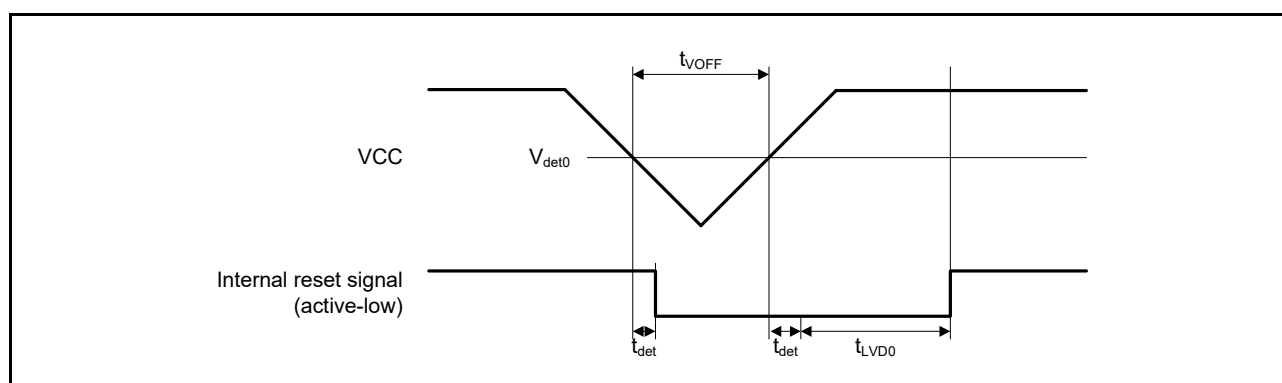 tVOFF
VCC
Vdet0
Internal reset signal
(active-low)
tdet
tdet
tLVD0